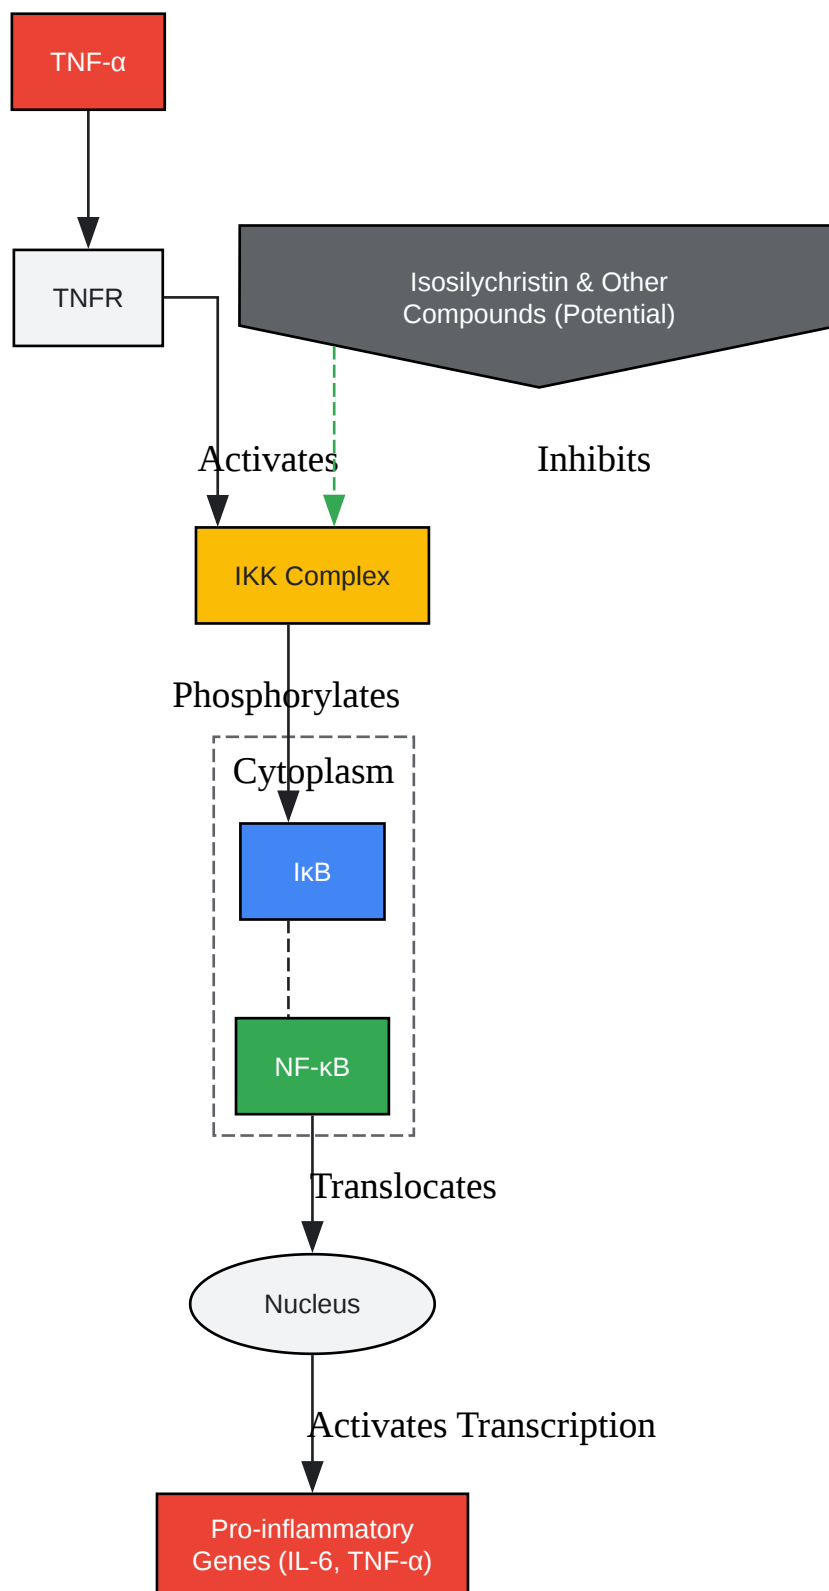 TNF-α
TNFR
Isosilychristin & Other
Compounds (Potential)
Activates
Inhibits
IKK Complex
Phosphorylates
Cytoplasm
IκB
NF-κB
Translocates
Nucleus
Activates Transcription
Pro-inflammatory
Genes (IL-6, TNF-α)